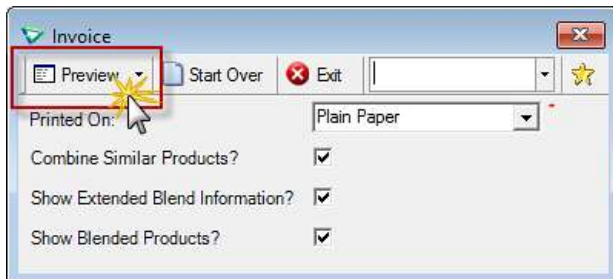 Invoice
Preview Start Over Exit
Printed On: Plain Paper *
Combine Similar Products?
Show Extended Blend Information?
Show Blended Products?